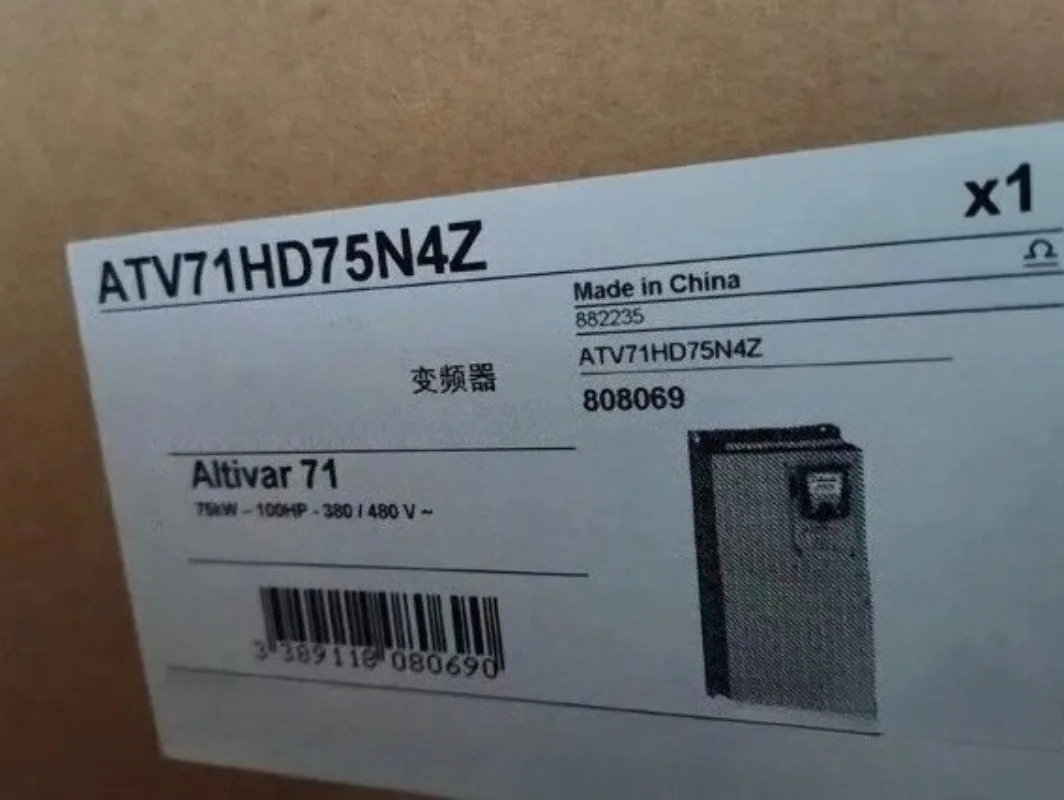 x1
ATV71HD75N4Z
Made in China
882235
ATV71HD75N4Z
变频器
808069
Altivar 71
75kW - 100HP - 380 / 480 V ~
3 389118 080690